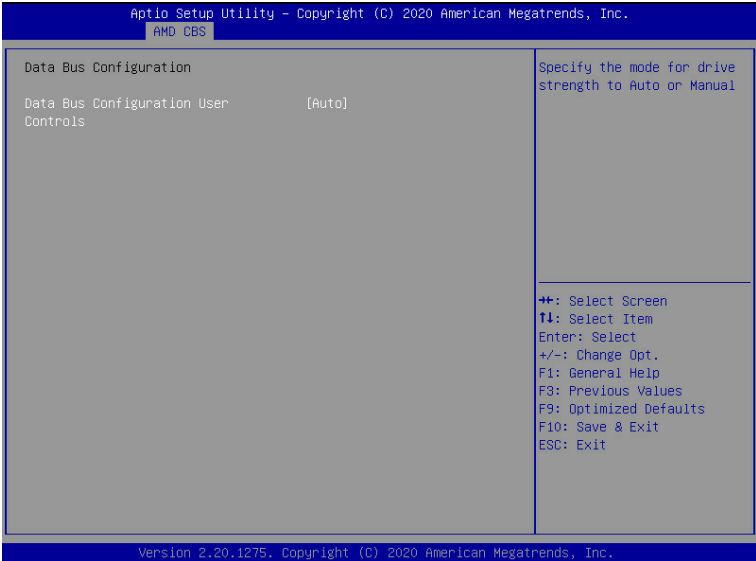 Aptio Setup Utility – Copyright (C) 2020 American Megatrends, Inc.
AMD CBS
Data Bus Configuration
Data Bus Configuration User [Auto]
Controls
Specify the mode for drive
strength to Auto or Manual
→←: Select Screen
↑↓: Select Item
Enter: Select
+/-: Change Opt.
F1: General Help
F3: Previous Values
F9: Optimized Defaults
F10: Save & Exit
ESC: Exit
Version 2.20.1275. Copyright (C) 2020 American Megatrends, Inc.